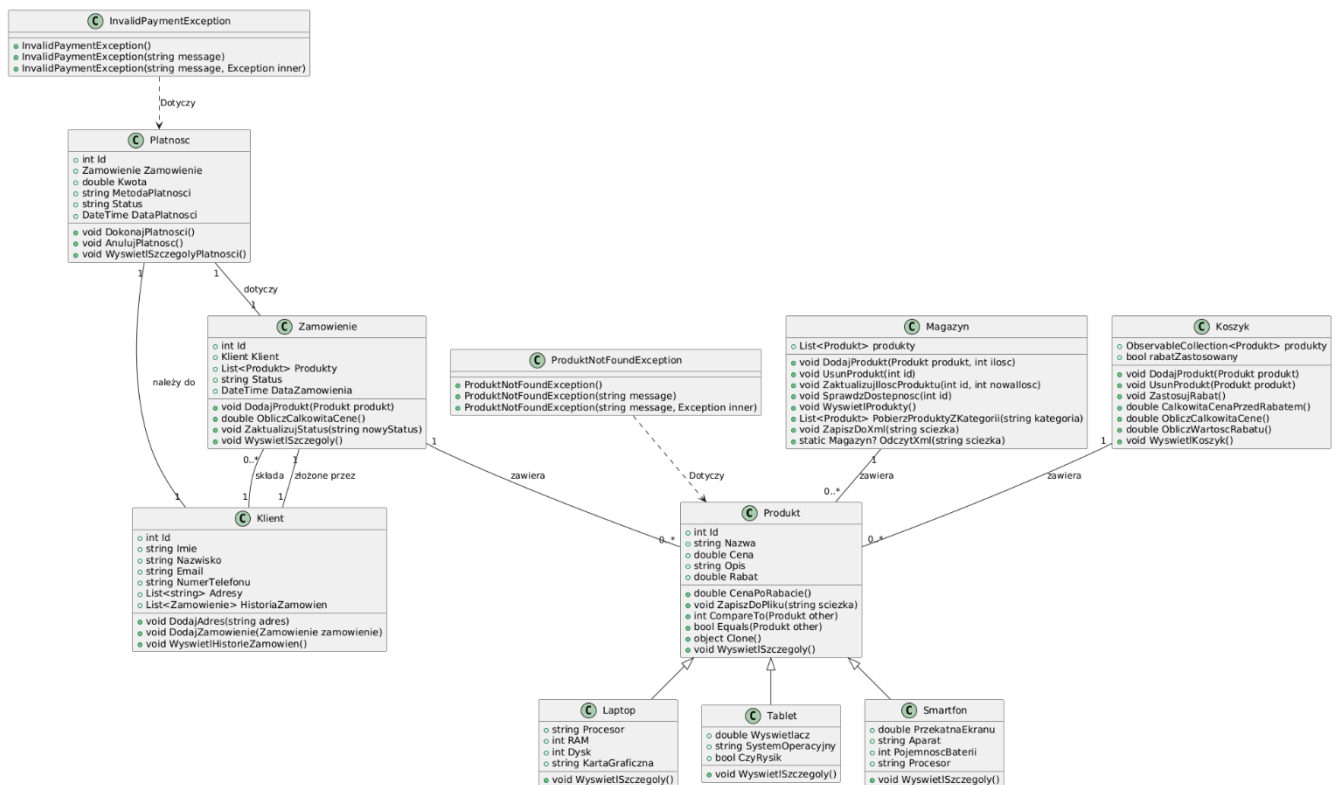 InvalidPaymentException
InvalidPaymentException()
InvalidPaymentException(string message)
InvalidPaymentException(string message, Exception inner)
Dotyczy
Platnosc
int Id
Zamowienie Zamowienie
double Kwota
string MetodaPlatnosci
string Status
DateTime DataPlatnosci
void DokonajPlatnosci()
void AnulujPlatnosc()
void WyswietlSzczegolyPlatnosci()
1
1
dotyczy
1
należy do
1
Zamowienie
int Id
Klient Klient
List<Produkt> Produkty
string Status
DateTime DataZamowienia
void DodajProdukt(Produkt produkt)
double ObliczCalkowitaCene()
void ZaktualizujStatus(string nowyStatus)
void WyswietlSzczegoly()
0..*
1
składa
złożone przez
1
1
1
zawiera
0..*
ProduktNotFoundException
ProduktNotFoundException()
ProduktNotFoundException(string message)
ProduktNotFoundException(string message, Exception inner)
Dotyczy
Magazyn
List<Produkt> produkty
void DodajProdukt(Produkt produkt, int ilosc)
void UsunProdukt(int id)
void ZaktualizujIloscProduktu(int id, int nowaIlosc)
void SprawdzDostepnosc(int id)
void WyswietlProdukty()
List<Produkt> PobierzProduktyZKategorii(string kategoria)
void ZapiszDoXml(string sciezka)
static Magazyn? OdczytXml(string sciezka)
1
zawiera
0..*
Koszyk
ObservableCollection<Produkt> produkty
bool rabatZastosowany
void DodajProdukt(Produkt produkt)
void UsunProdukt(Produkt produkt)
void ZastosujRabat()
double CalkowitaCenaPrzedRabatem()
double ObliczCalkowitaCene()
double ObliczWartoscRabatu()
void WyswietlKoszyk()
1
zawiera
0..*
Klient
int Id
string Imie
string Nazwisko
string Email
string NumerTelefonu
List<string> Adresy
List<Zamowienie> HistoriaZamowien
void DodajAdres(string adres)
void DodajZamowienie(Zamowienie zamowienie)
void WyswietlHistorieZamowien()
Produkt
int Id
string Nazwa
double Cena
string Opis
double Rabat
double CenaPoRabacie()
void ZapiszDoPliku(string sciezka)
int CompareTo(Produkt other)
bool Equals(Produkt other)
object Clone()
void WyswietlSzczegoly()
Laptop
string Procesor
int RAM
int Dysk
string KartaGraficzna
void WyswietlSzczegoly()
Tablet
double Wyswietlacz
string SystemOperacyjny
bool CzyRysik
void WyswietlSzczegoly()
Smartfon
double PrzekatnaEkranu
string Aparat
int PojemnoscBaterii
string Procesor
void WyswietlSzczegoly()